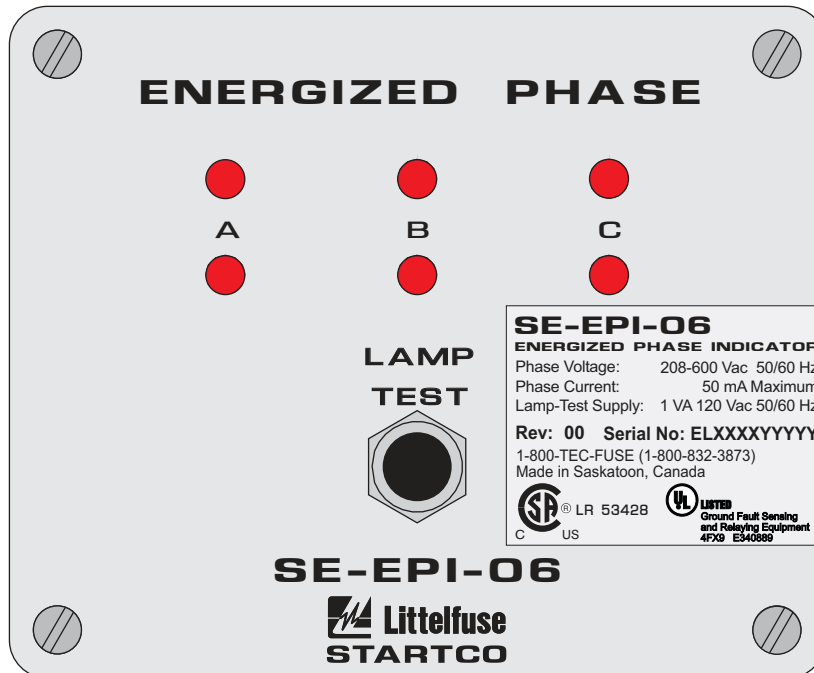 ENERGIZED PHASE
A B C
LAMP
TEST
SE-EPI-06
ENERGIZED PHASE INDICATOR
Phase Voltage: 208-600 Vac 50/60 Hz
Phase Current: 50 mA Maximum
Lamp-Test Supply: 1 VA 120 Vac 50/60 Hz
Rev: 00 Serial No: ELXXXXYYYYY
1-800-TEC-FUSE (1-800-832-3873)
Made in Saskatoon, Canada
SA ® LR 53428
C US
UL LISTED
Ground Fault Sensing
and Relaying Equipment
4FX9 E340889
SE-EPI-06
Littelfuse
STARTCO